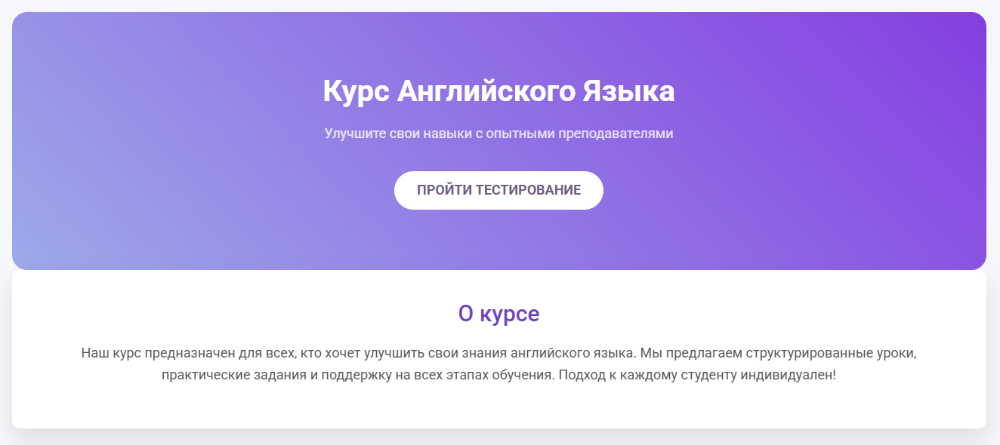 Курс Английского Языка
Улучшите свои навыки с опытными преподавателями
ПРОЙТИ ТЕСТИРОВАНИЕ
О курсе
Наш курс предназначен для всех, кто хочет улучшить свои знания английского языка. Мы предлагаем структурированные уроки,
практические задания и поддержку на всех этапах обучения. Подход к каждому студенту индивидуален!